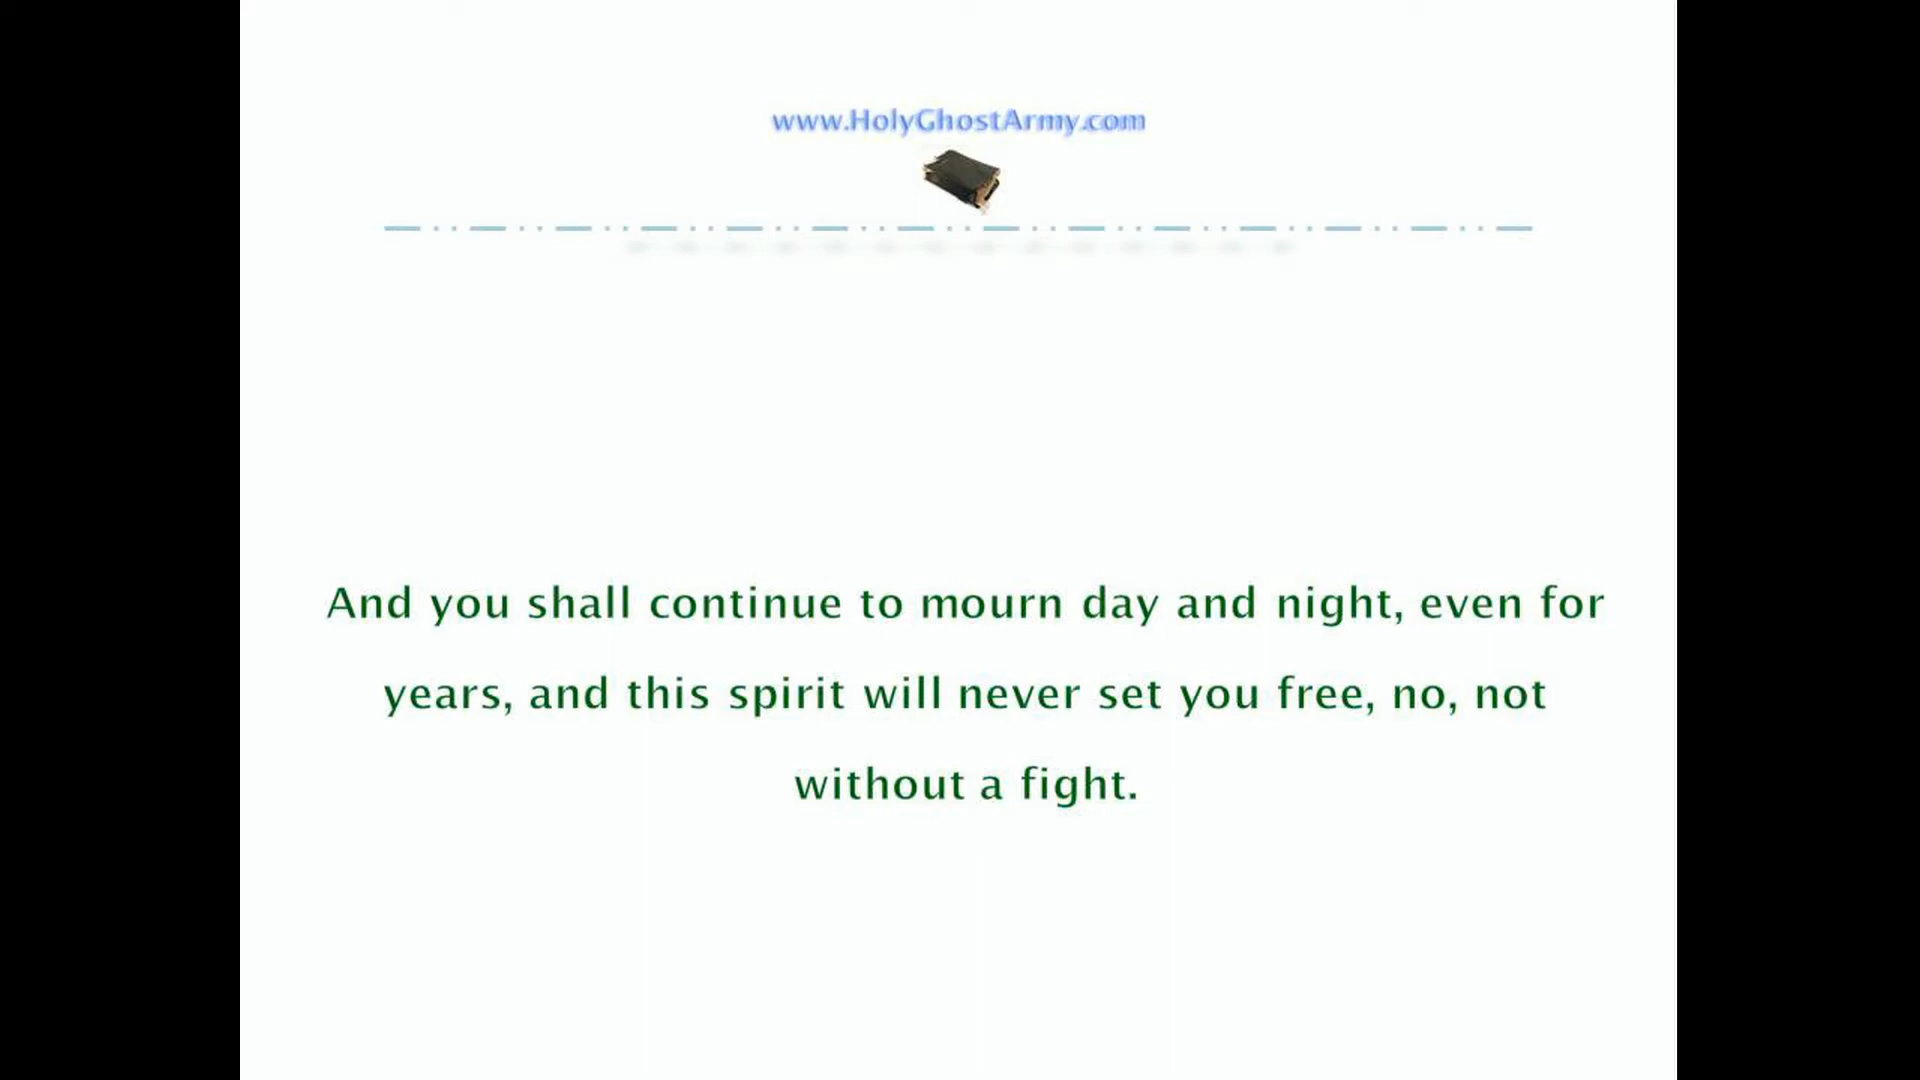 www.HolyGhostArmy.com
And you shall continue to mourn day and night, even for
years, and this spirit will never set you free, no, not
without a fight.